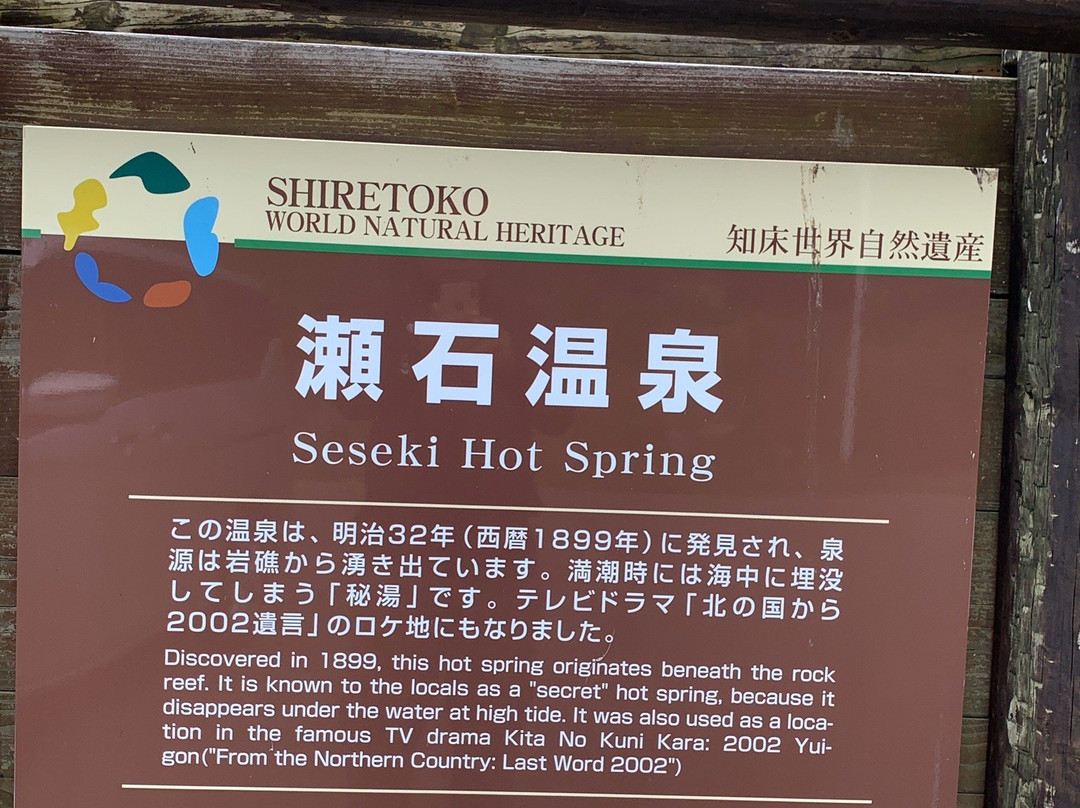 SHIRETOKO
WORLD NATURAL HERITAGE
知床世界自然遺産
瀬石温泉
Seseki Hot Spring
この温泉は、明治32年（西暦1899年）に発見され、泉
源は岩礁から湧き出ています。満潮時には海中に埋没
してしまう「秘湯」です。テレビドラマ「北の国から
2002遺言」のロケ地にもなりました。
Discovered in 1899, this hot spring originates beneath the rock
reef. It is known to the locals as a "secret" hot spring, because it
disappears under the water at high tide. It was also used as a loca-
tion in the famous TV drama Kita No Kuni Kara: 2002 Yui-
gon("From the Northern Country: Last Word 2002")